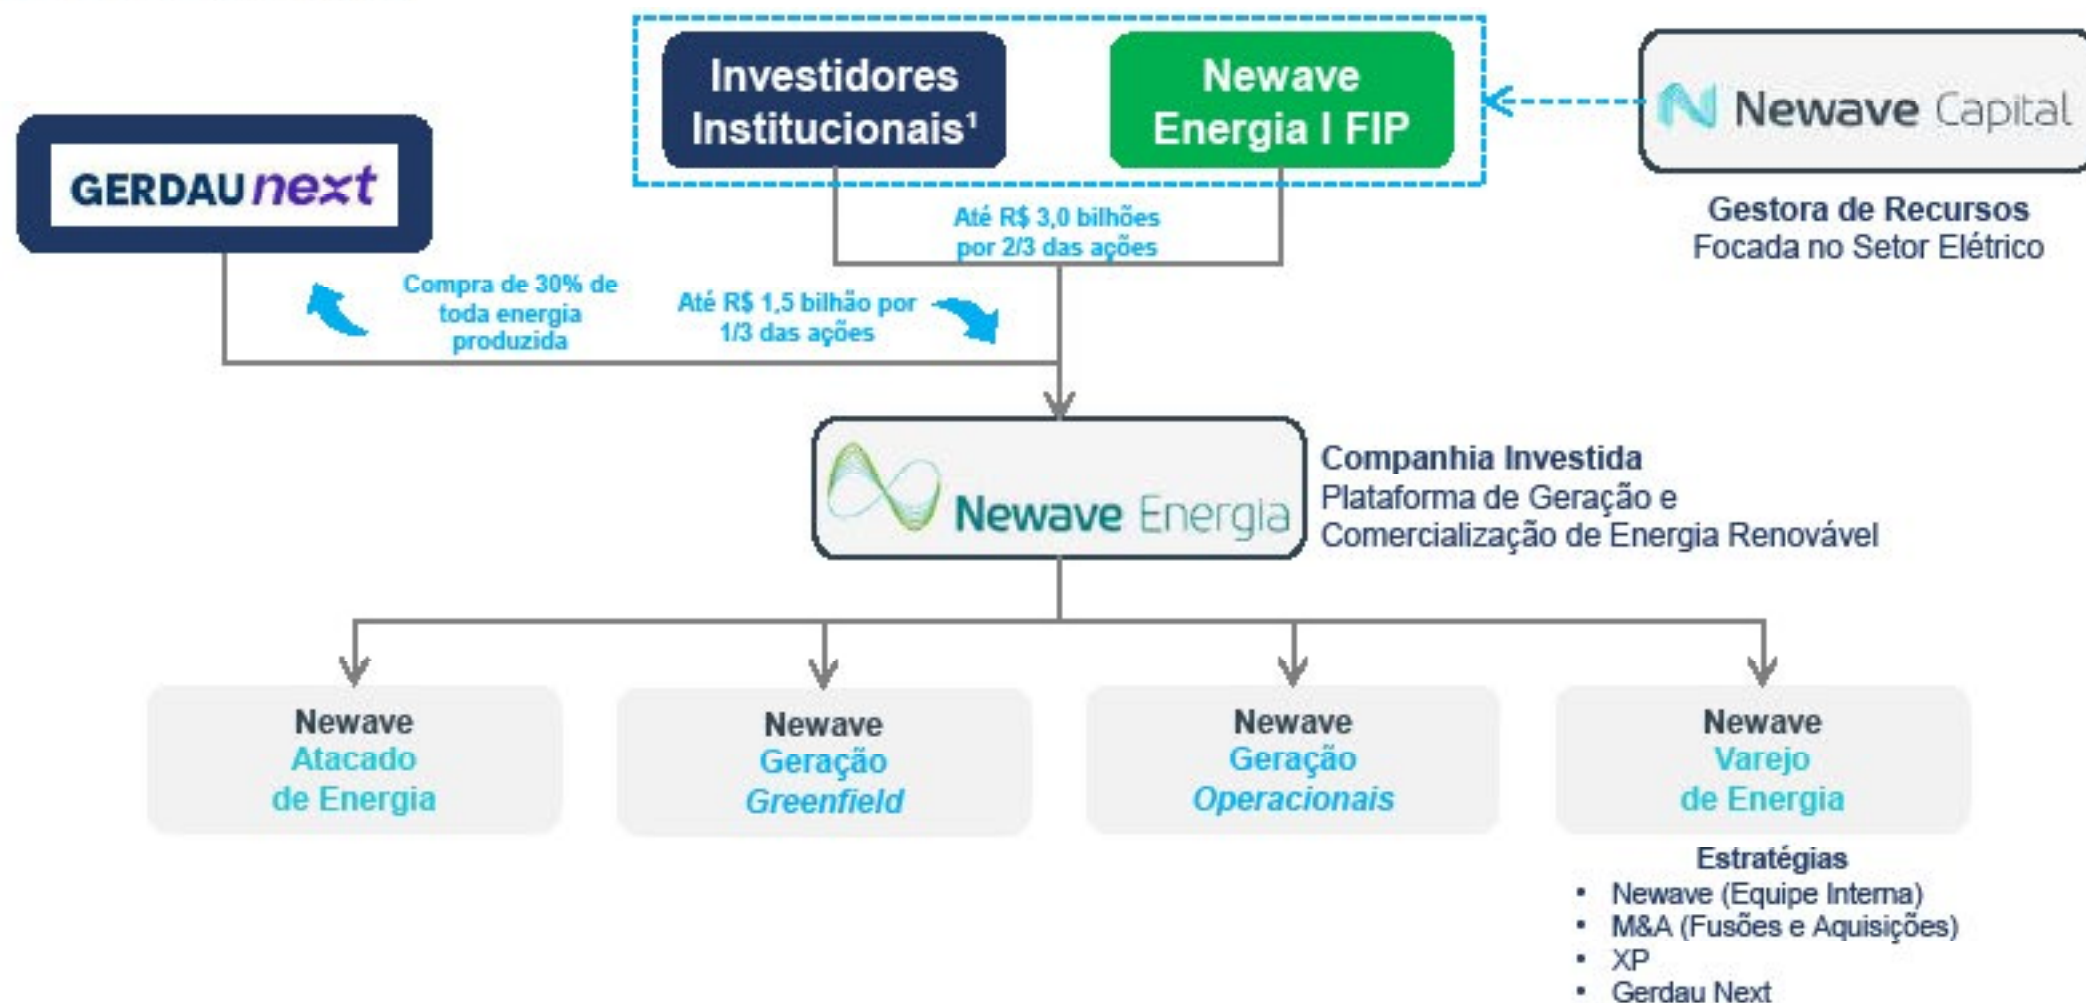 Investidores
Institucionais¹
Newave
Energia I FIP
Newave Capital
Gestora de Recursos
Focada no Setor Elétrico
GERDAU next
Até R$ 3,0 bilhões
por 2/3 das ações
Compra de 30% de
toda energia
produzida
Até R$ 1,5 bilhão por
1/3 das ações
Newave Energia
Companhia Investida
Plataforma de Geração e
Comercialização de Energia Renovável
Newave
Atacado
de Energia
Newave
Geração
Greenfield
Newave
Geração
Operacionais
Newave
Varejo
de Energia
Estratégias
• Newave (Equipe Interna)
• M&A (Fusões e Aquisições)
• XP
• Gerdau Next